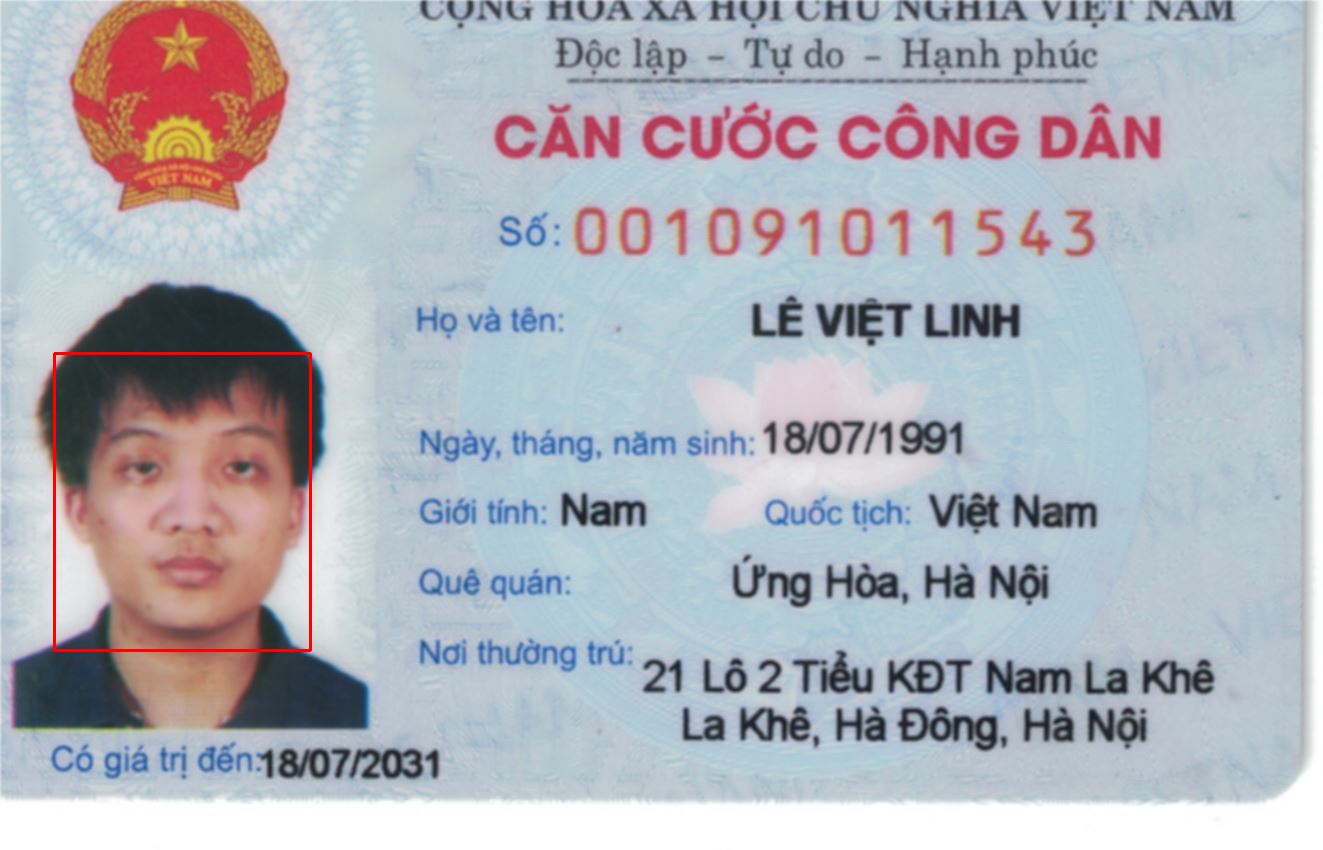 CỘNG HÒA XÃ HỘI CHỦ NGHĨA VIỆT NAM
Độc lập – Tự do – Hạnh phúc
CĂN CƯỚC CÔNG DÂN
VIỆT NAM
Số: 001091011543
Họ và tên: LÊ VIỆT LINH
Ngày, tháng, năm sinh: 18/07/1991
Giới tính: Nam Quốc tịch: Việt Nam
Quê quán: Ứng Hòa, Hà Nội
Nơi thường trú: 21 Lô 2 Tiểu KĐT Nam La Khê
La Khê, Hà Đông, Hà Nội
Có giá trị đến: 18/07/2031